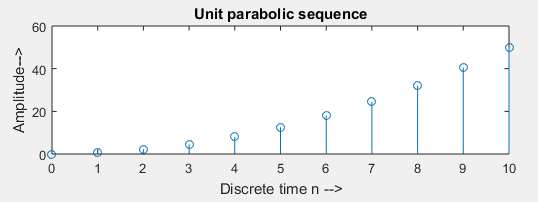 Unit parabolic sequence
60
40
20
0
Amplitude-->
0 1 2 3 4 5 6 7 8 9 10
Discrete time n -->